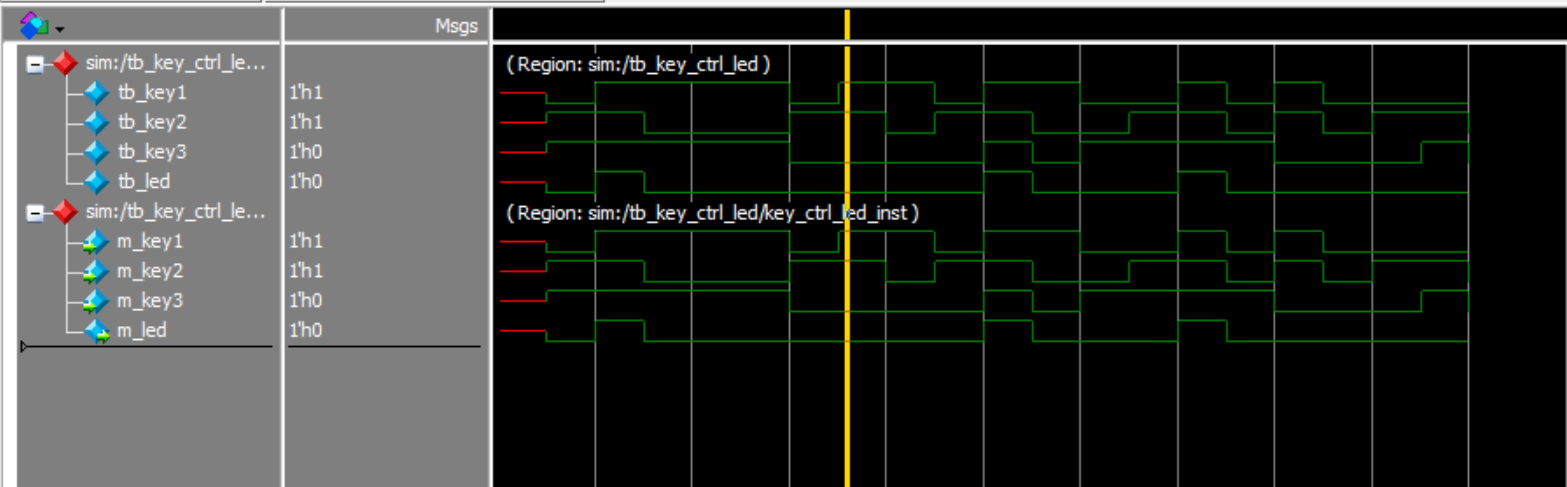 Msgs
sim:/tb_key_ctrl_le... (Region: sim:/tb_key_ctrl_led )
tb_key1 1'h1
tb_key2 1'h1
tb_key3 1'h0
tb_led 1'h0
sim:/tb_key_ctrl_le... (Region: sim:/tb_key_ctrl_led/key_ctrl_led_inst )
m_key1 1'h1
m_key2 1'h1
m_key3 1'h0
m_led 1'h0